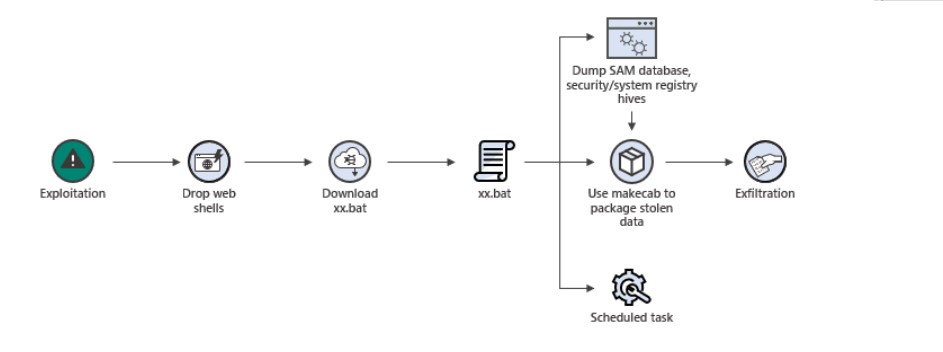 Dump SAM database,
security/system registry
hives
Exploitation
Drop web
shells
Download
xx.bat
xx.bat
Use makecab to
package stolen
data
Exfiltration
Scheduled task